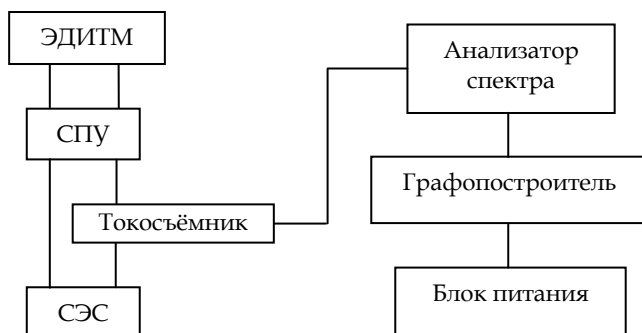 ЭДИТМ
СПУ
Токосъёмник
СЭС
Анализатор
спектра
Графопостроитель
Блок питания